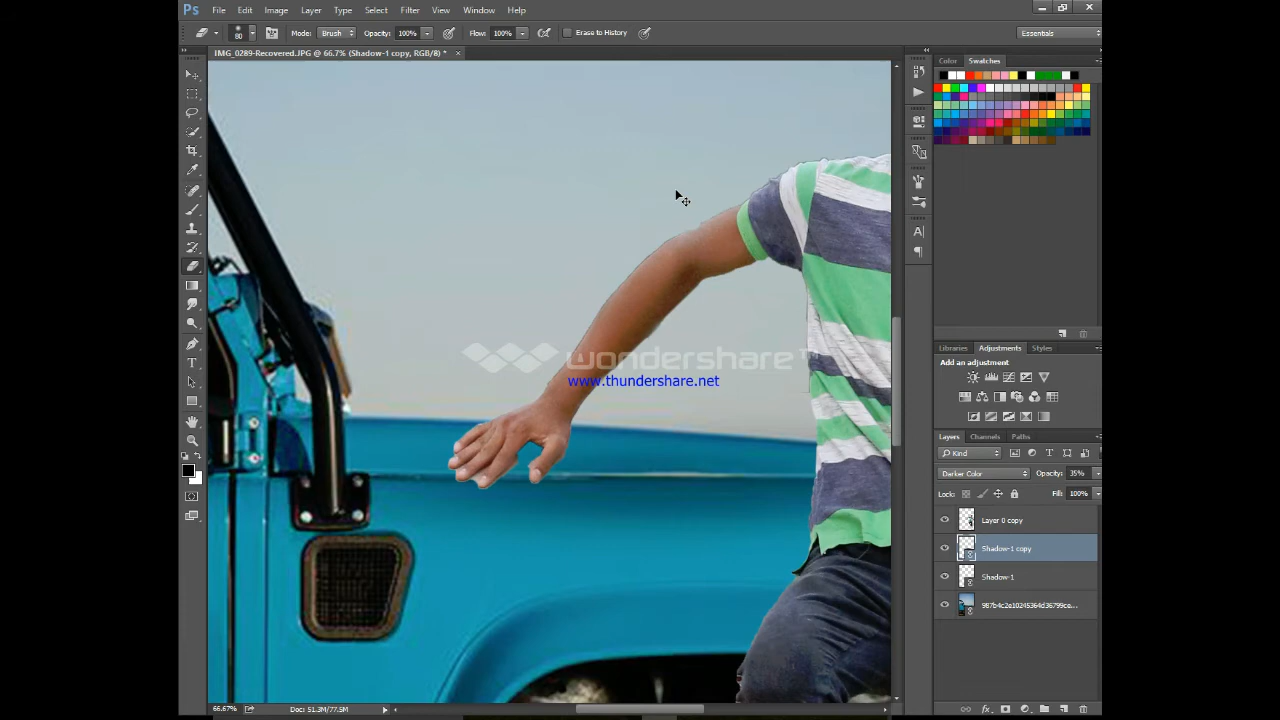 Ps File Edit Image Layer Type Select Filter View Window Help
80 Mode: Brush Opacity: 100% Flow: 100% Erase to History Essentials
IMG_0289-Recovered.JPG @ 66.7% (Shadow-1 copy, RGB/8) * ×
Color Swatches
wondershare™
www.thundershare.net
Libraries Adjustments Styles
Add an adjustment
Layers Channels Paths
Kind
Darker Color Opacity: 35%
Lock: Fill: 100%
Layer 0 copy
Shadow-1 copy
Shadow-1
66.67% Doc: 51.3M/77.5M